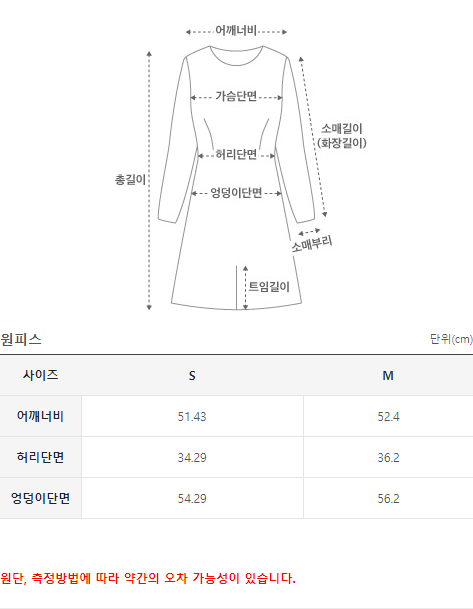 어깨너비
가슴단면
소매길이
(화장길이)
허리단면
총길이
엉덩이단면
소매부리
트임길이
원피스 단위(cm)
사이즈 S M
어깨너비 51.43 52.4
허리단면 34.29 36.2
엉덩이단면 54.29 56.2
원단, 측정방법에 따라 약간의 오차 가능성이 있습니다.